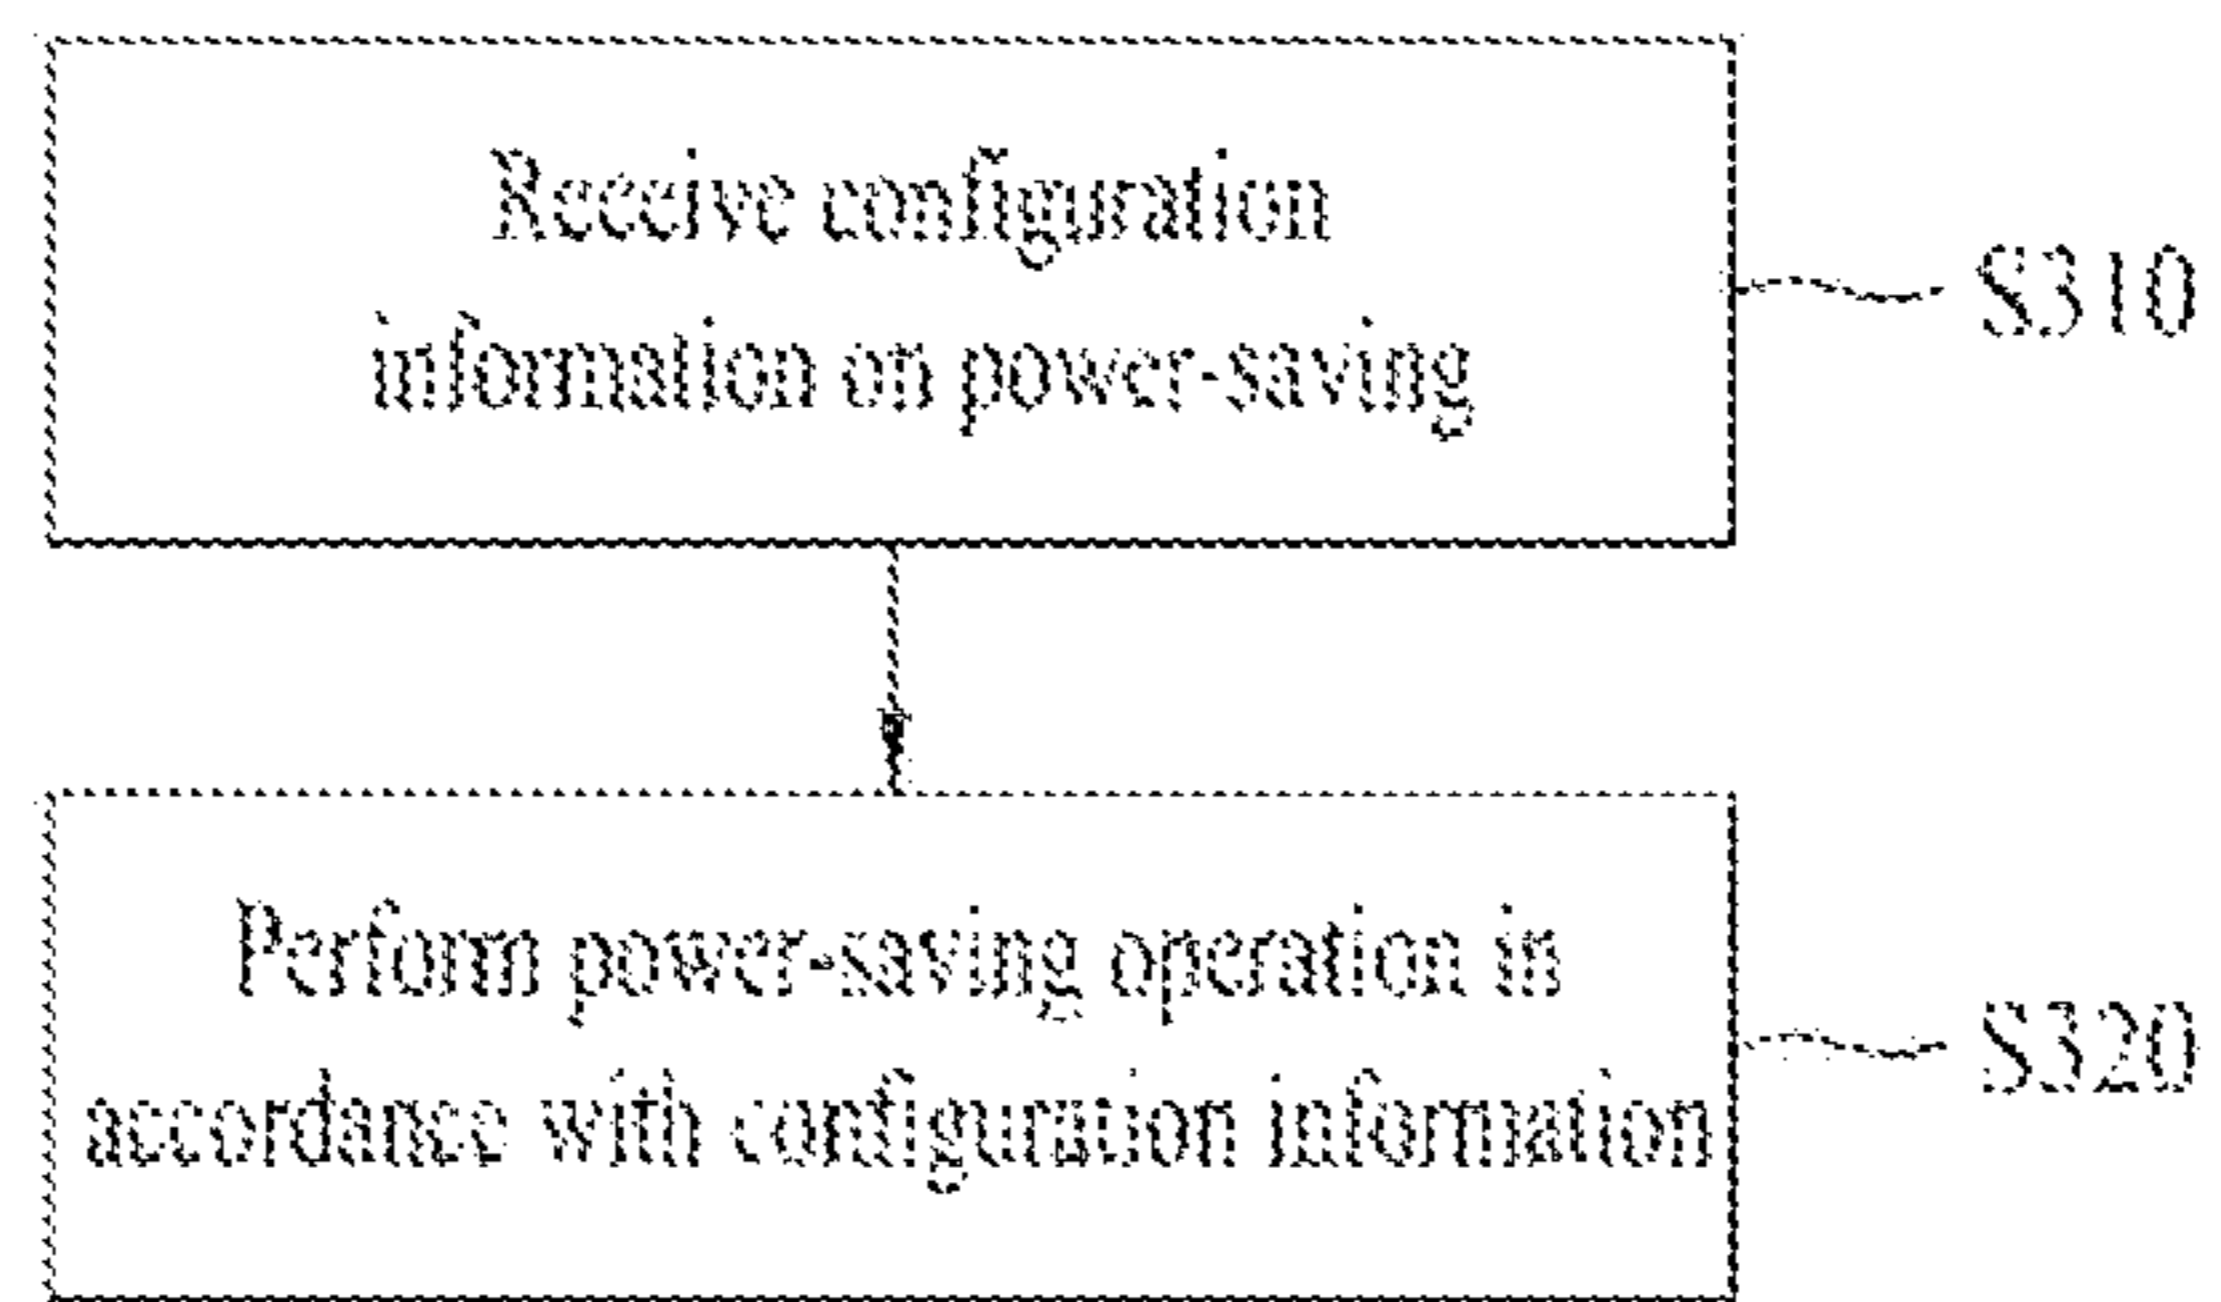 Receive configuration
information on power-saving
S310
Perform power-saving operation in
accordance with configuration information
S320